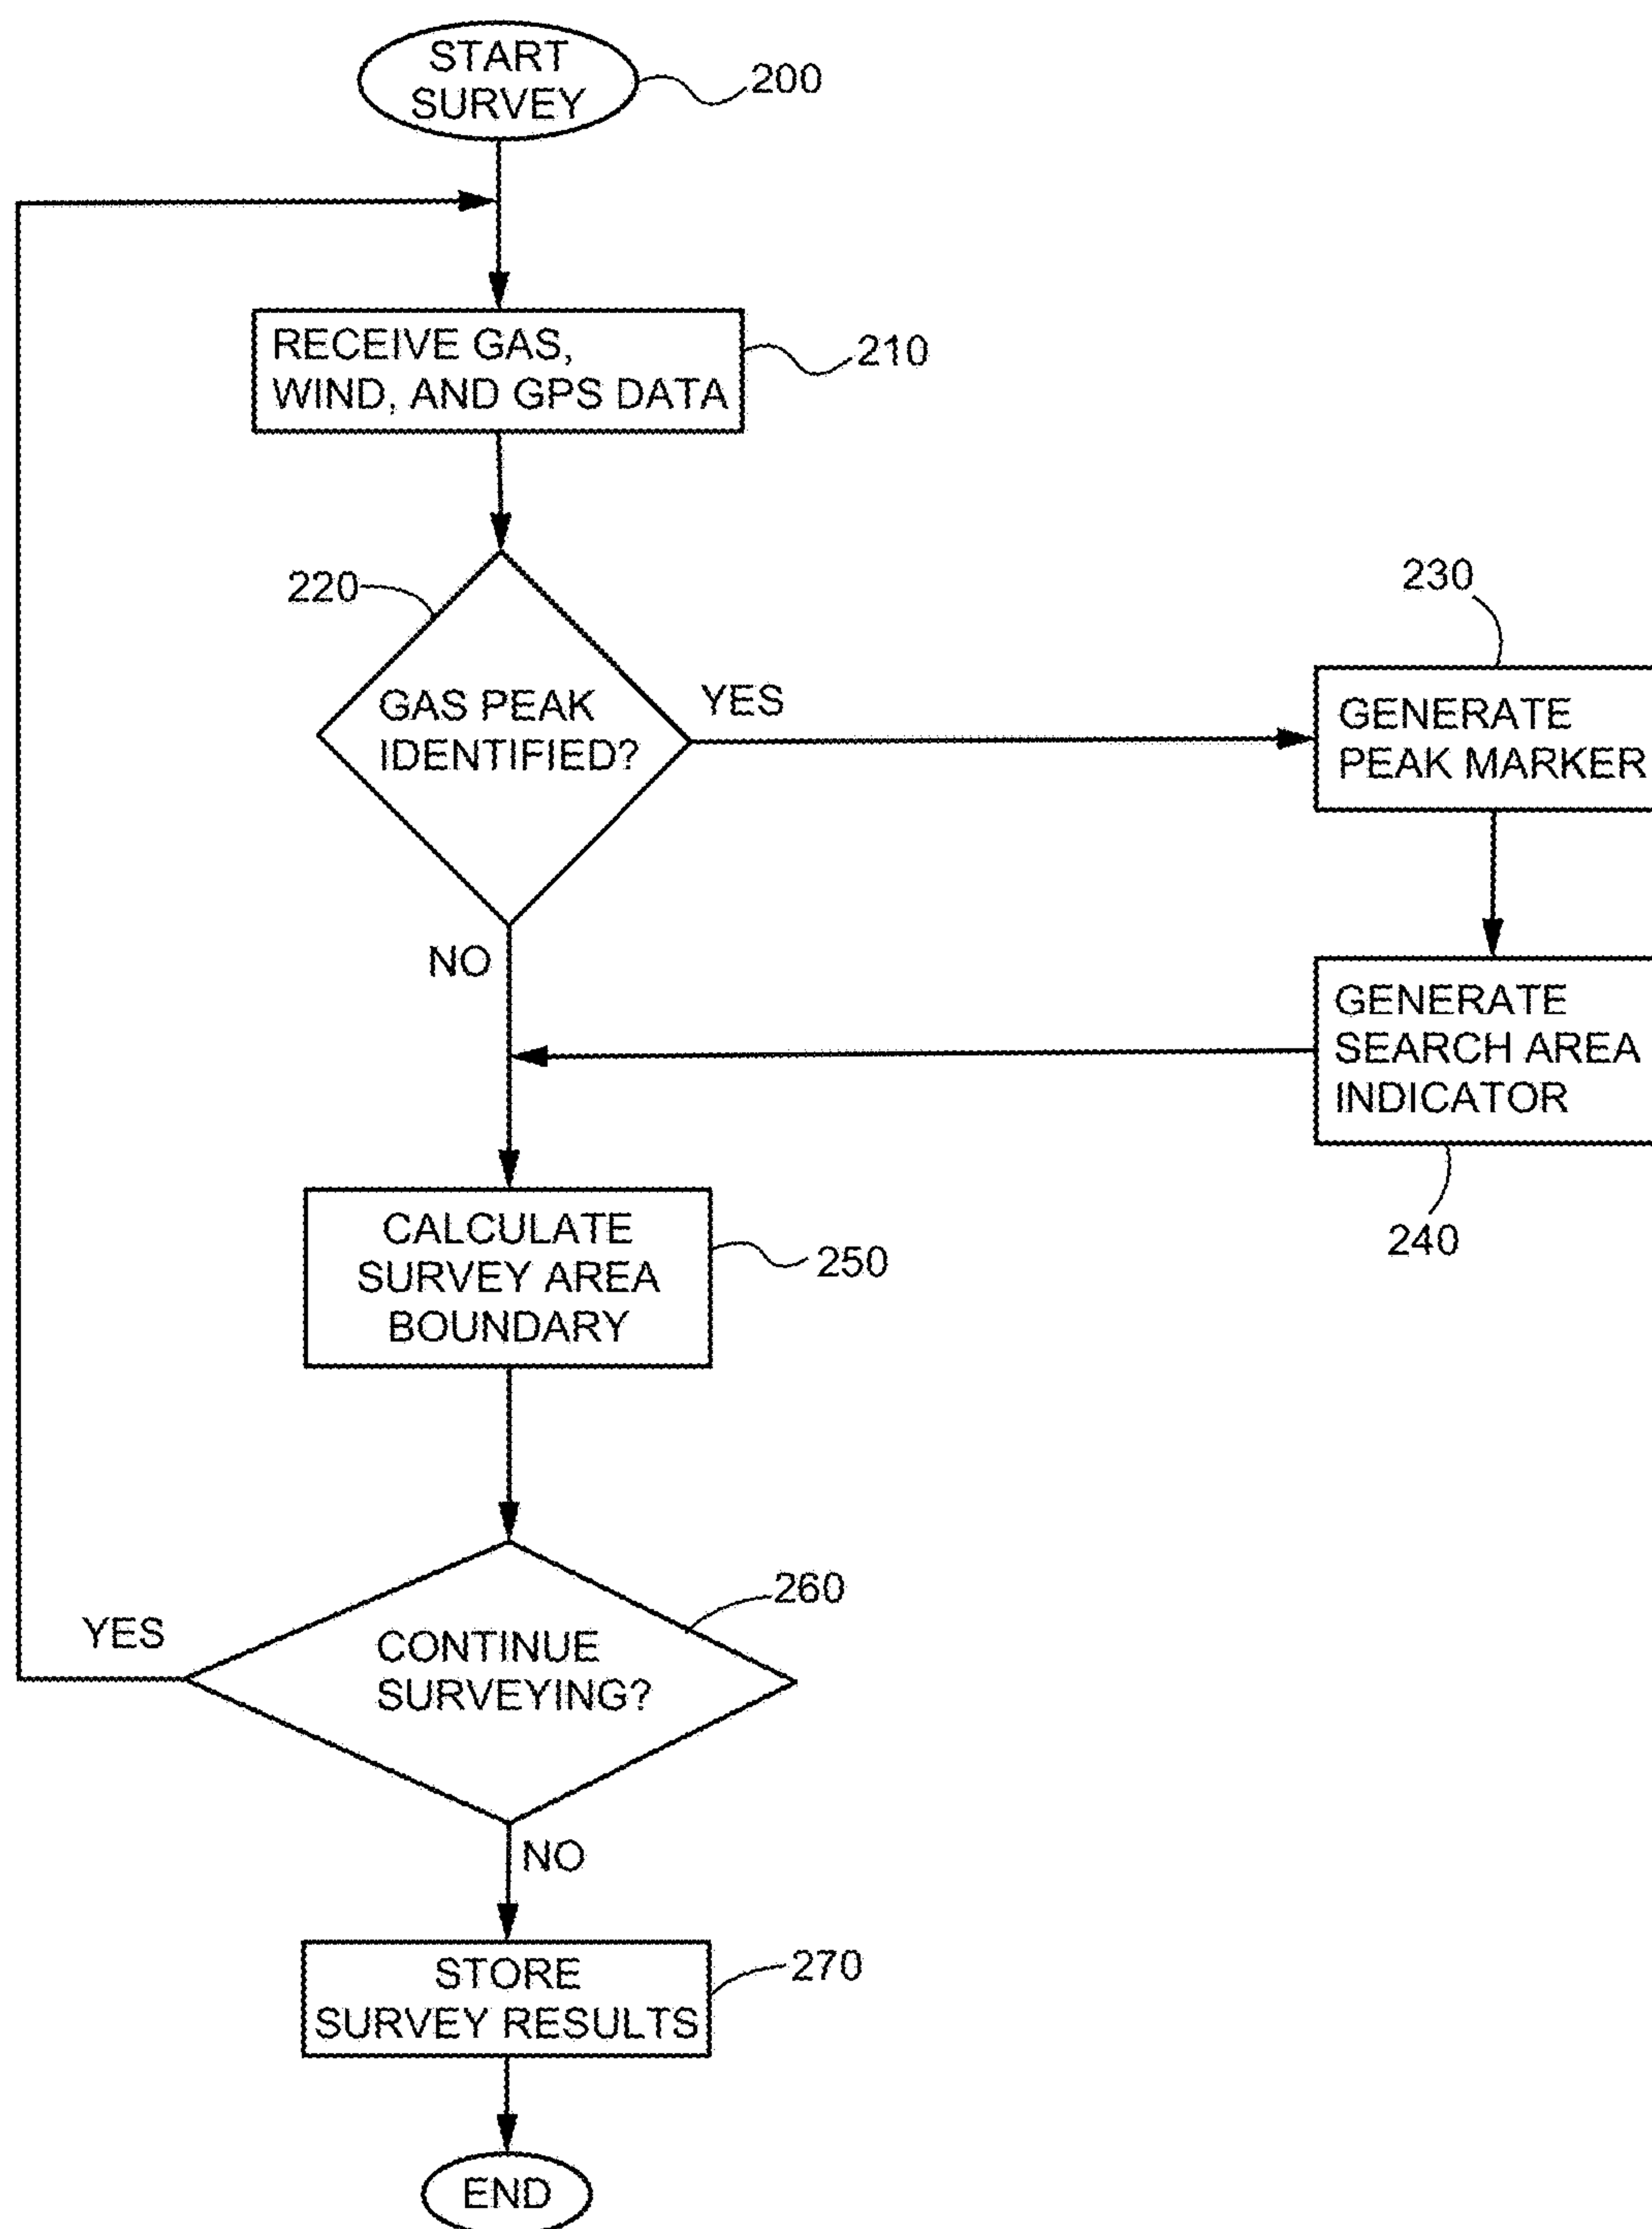 START
SURVEY
200
RECEIVE GAS,
WIND, AND GPS DATA
210
220
GAS PEAK
IDENTIFIED?
YES
230
GENERATE
PEAK MARKER
NO
GENERATE
SEARCH AREA
INDICATOR
240
CALCULATE
SURVEY AREA
BOUNDARY
250
260
YES
CONTINUE
SURVEYING?
NO
STORE
SURVEY RESULTS
270
END